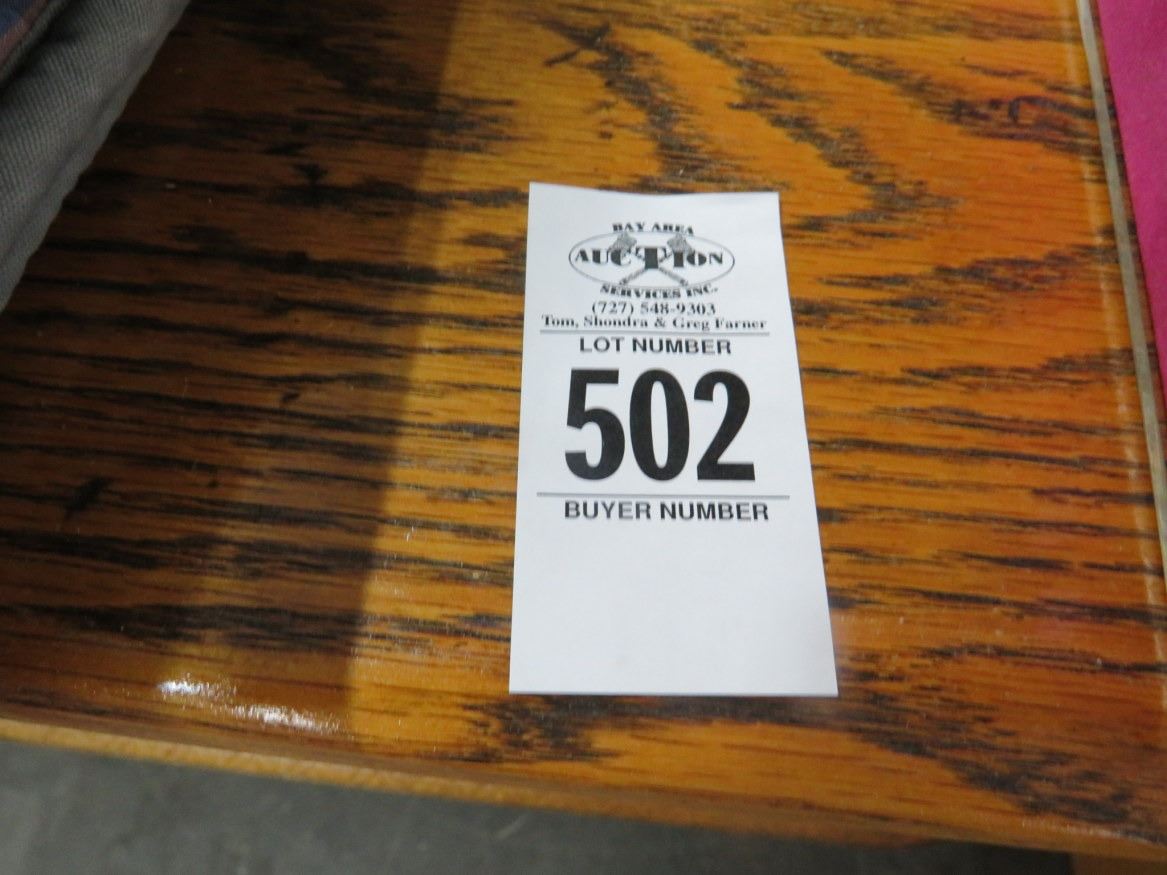 BAY AREA
AUCTION
SERVICES INC.
(727) 548-9303
Tom, Shondra & Greg Farner
LOT NUMBER
502
BUYER NUMBER